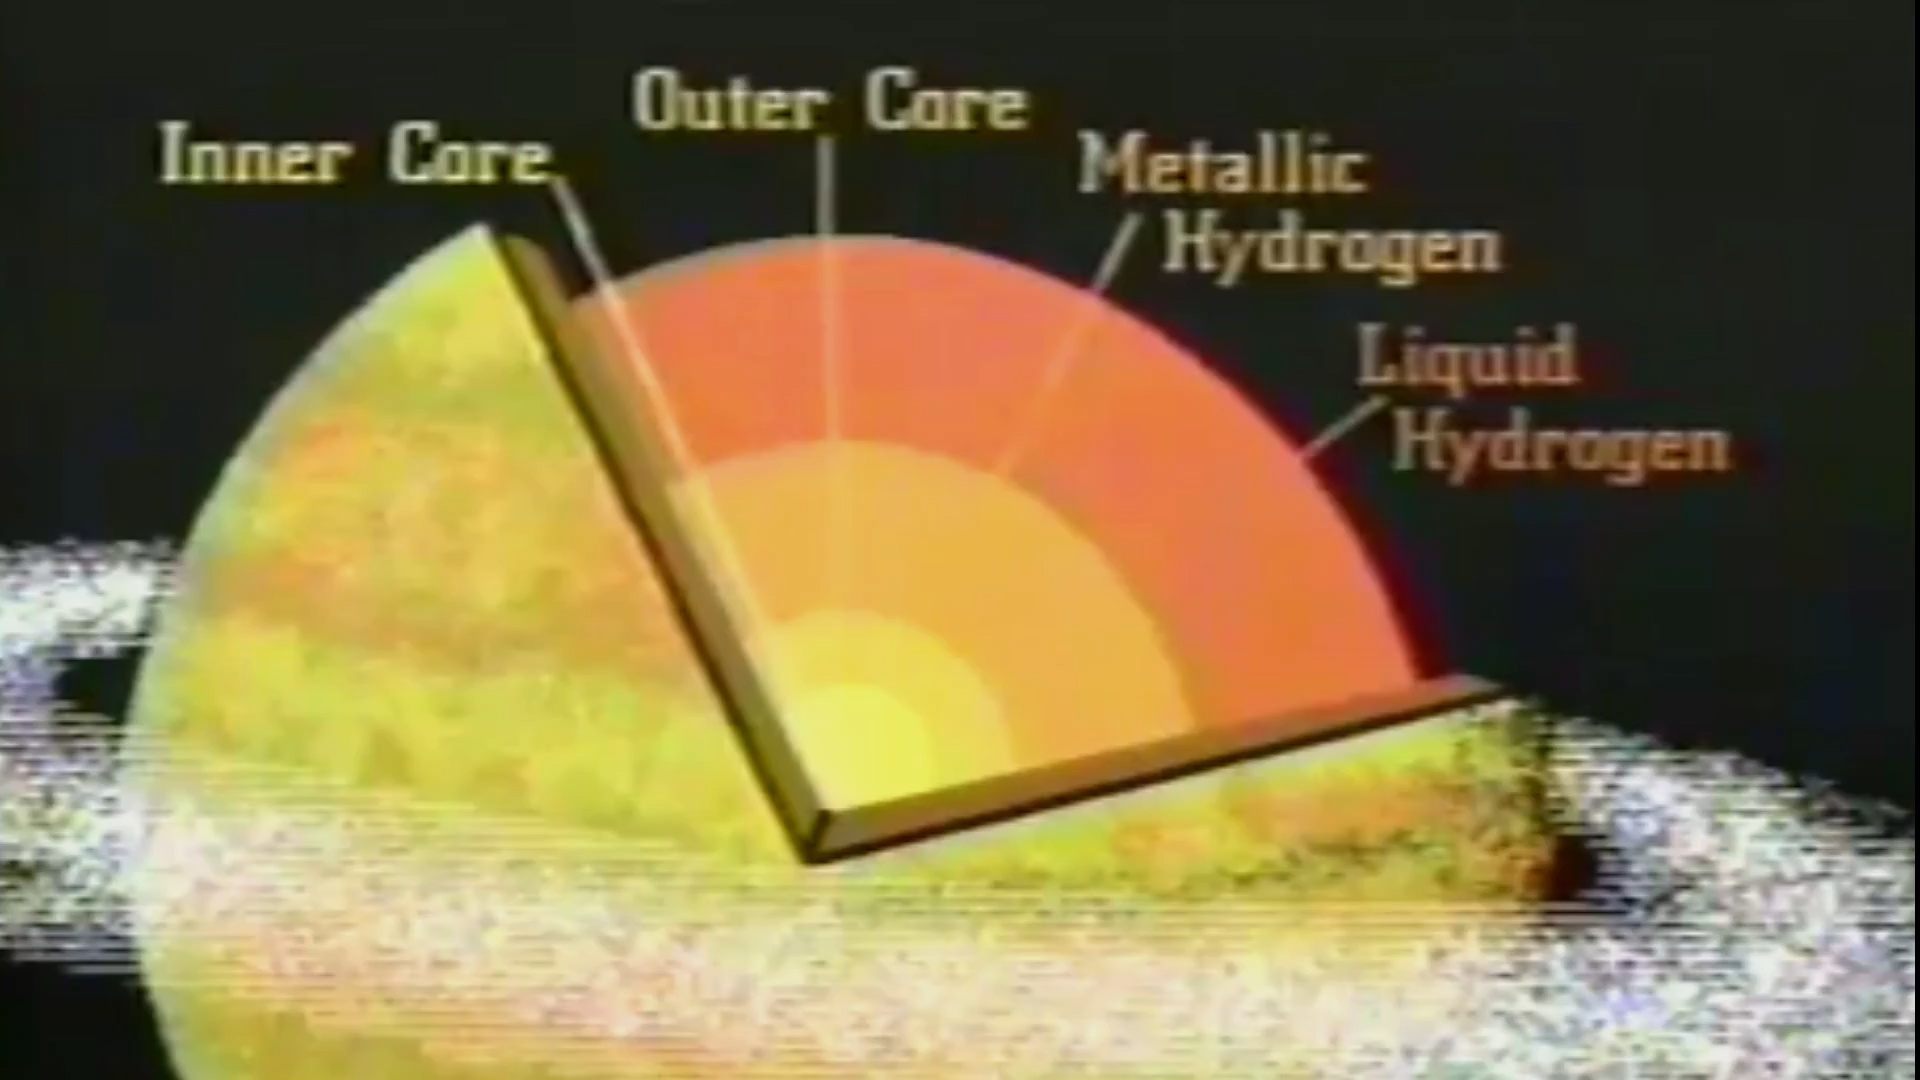 Inner Core
Outer Core
Metallic
Hydrogen
Liquid
Hydrogen